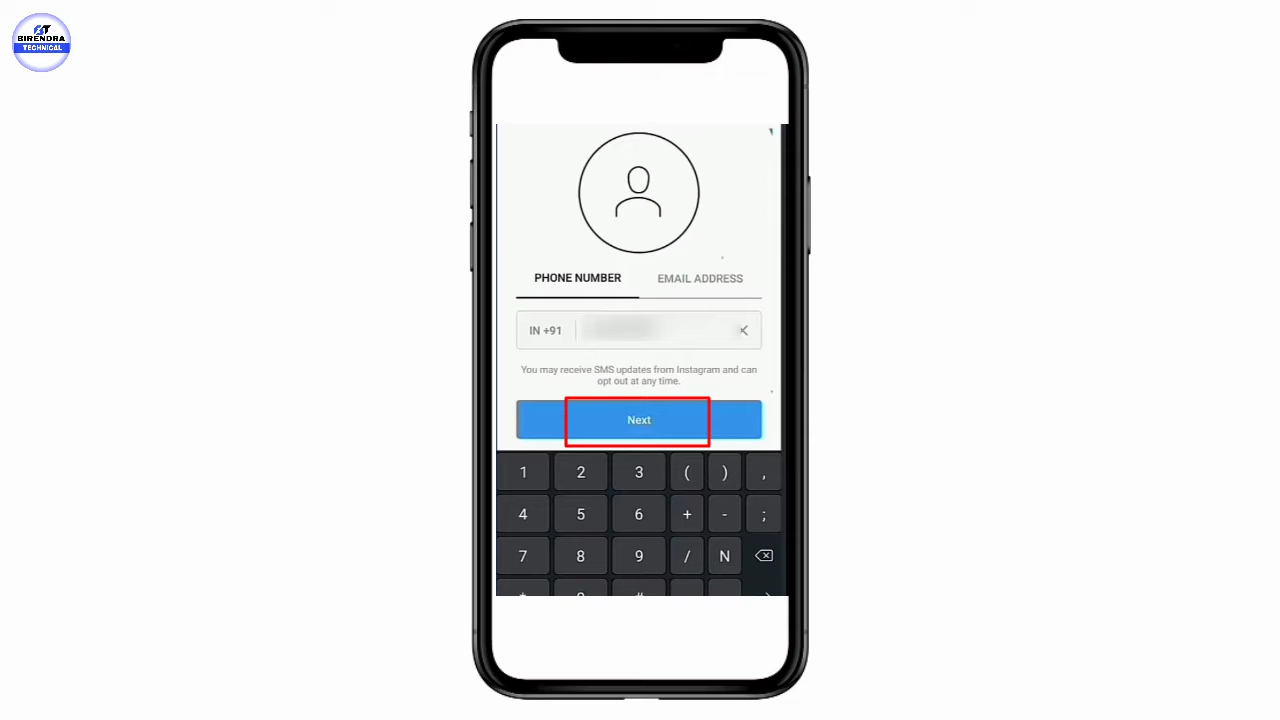 BT
BIRENDRA
TECHNICAL
PHONE NUMBER EMAIL ADDRESS
IN +91
You may receive SMS updates from Instagram and can
opt out at any time.
Next
1 2 3 ( ) ,
4 5 6 + - ;
7 8 9 / N